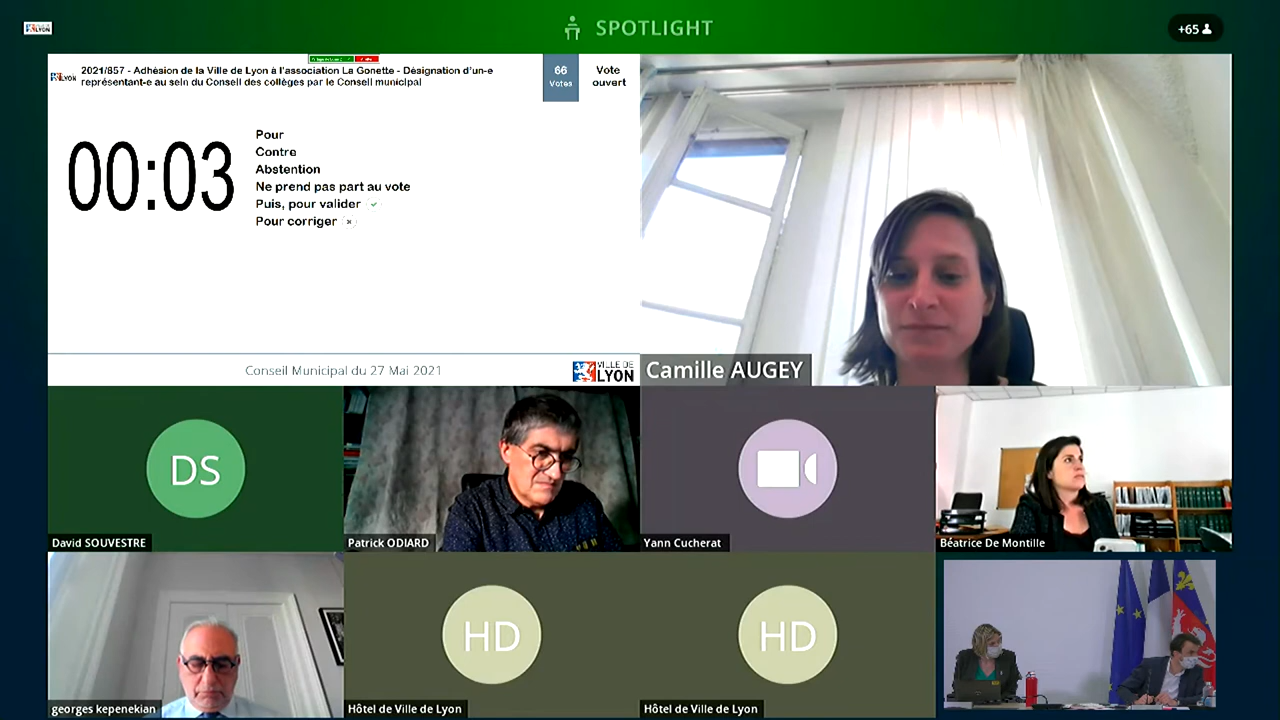 SPOTLIGHT
+65
LYON
2021/857 - Adhésion de la Ville de Lyon à l'association La Gonette - Désignation d'un-e
représentant-e au sein du Conseil des collèges par le Conseil municipal
66
Votes
Vote
ouvert
00:03
Pour
Contre
Abstention
Ne prend pas part au vote
Puis, pour valider
Pour corriger
Conseil Municipal du 27 Mai 2021
VILLE DE
LYON
Camille AUGEY
DS
David SOUVESTRE
Patrick ODIARD
Yann Cucherat
Béatrice De Montille
georges kepenekian
HD
Hôtel de Ville de Lyon
HD
Hôtel de Ville de Lyon